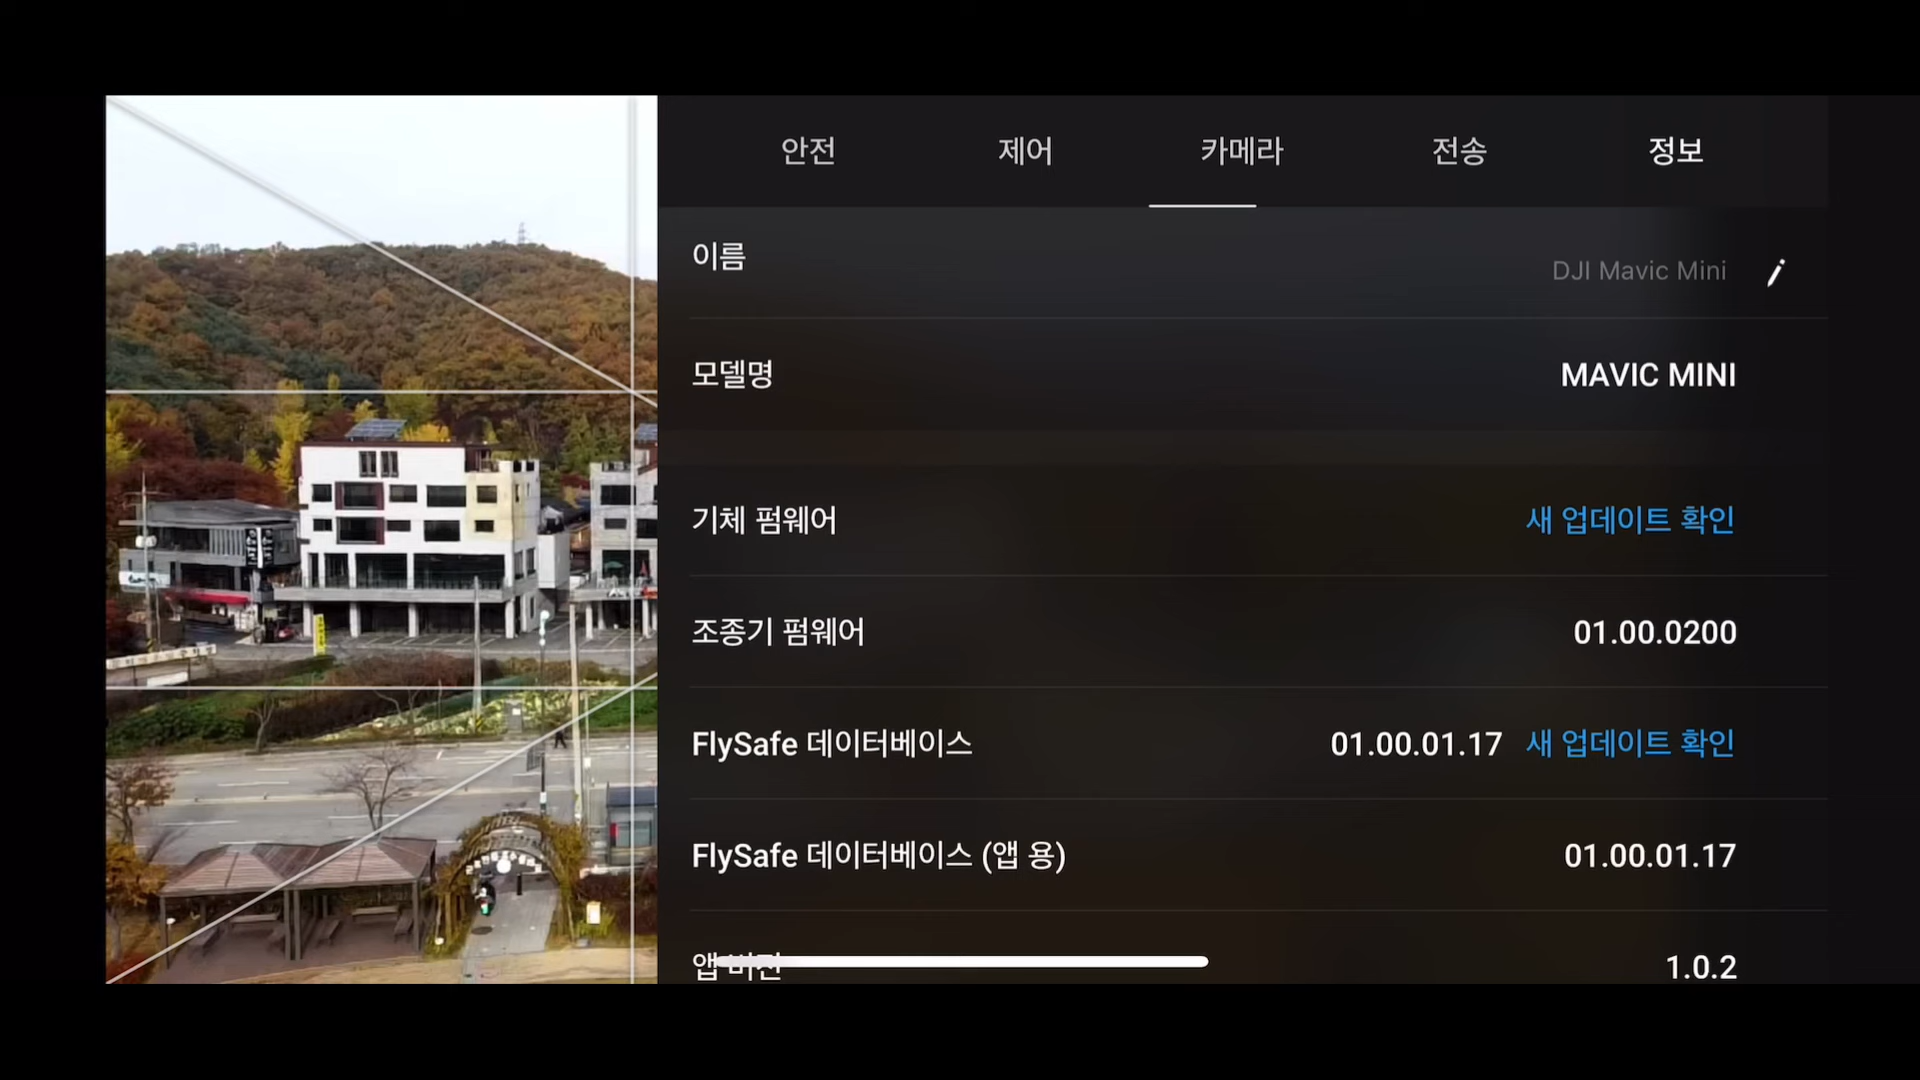 안전 제어 카메라 전송 정보
이름 DJI Mavic Mini
모델명 MAVIC MINI
기체 펌웨어 새 업데이트 확인
조종기 펌웨어 01.00.0200
FlySafe 데이터베이스 01.00.01.17 새 업데이트 확인
FlySafe 데이터베이스 (앱 용) 01.00.01.17
앱 버전 1.0.2